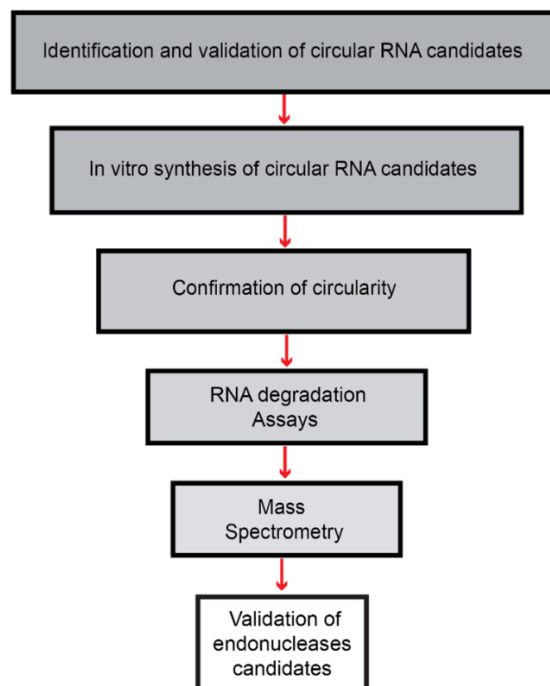 Identification and validation of circular RNA candidates
In vitro synthesis of circular RNA candidates
Confirmation of circularity
RNA degradation
Assays
Mass
Spectrometry
Validation of
endonucleases
candidates